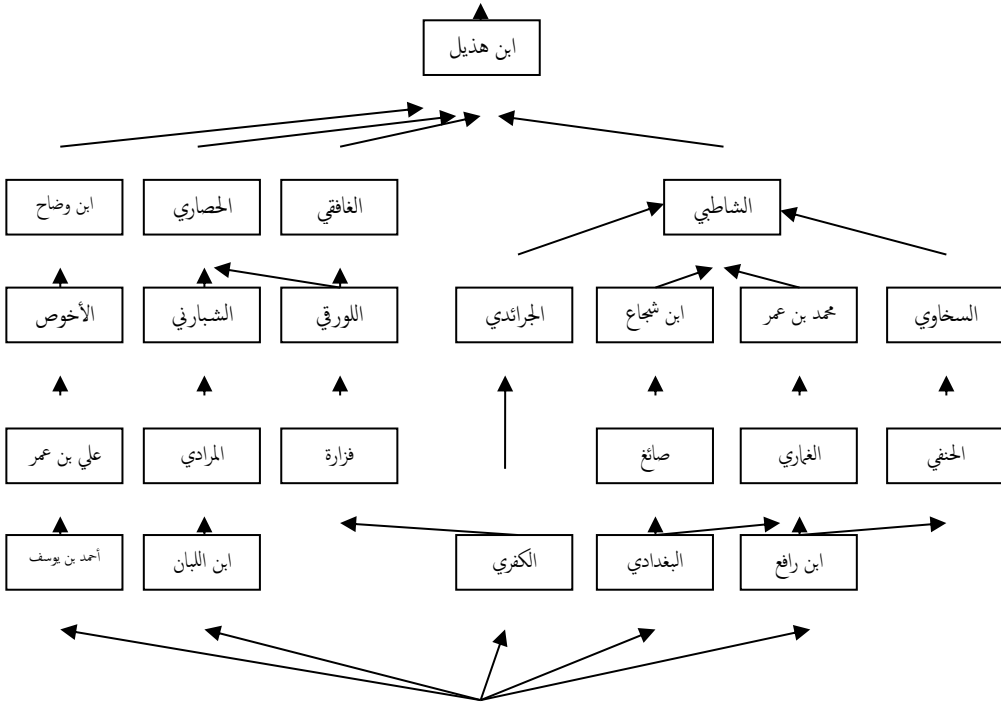 ابن هذيل
الشاطبي
الغافقي
الحصاري
ابن وضاح
السخاوي
محمد بن عمر
ابن شجاع
الجرائدي
اللورقي
الشبارني
الأخوص
الحنفي
الغماري
صائغ
فزارة
المرادي
علي بن عمر
ابن رافع
البغدادي
الكفري
ابن اللبان
أحمد بن يوسف